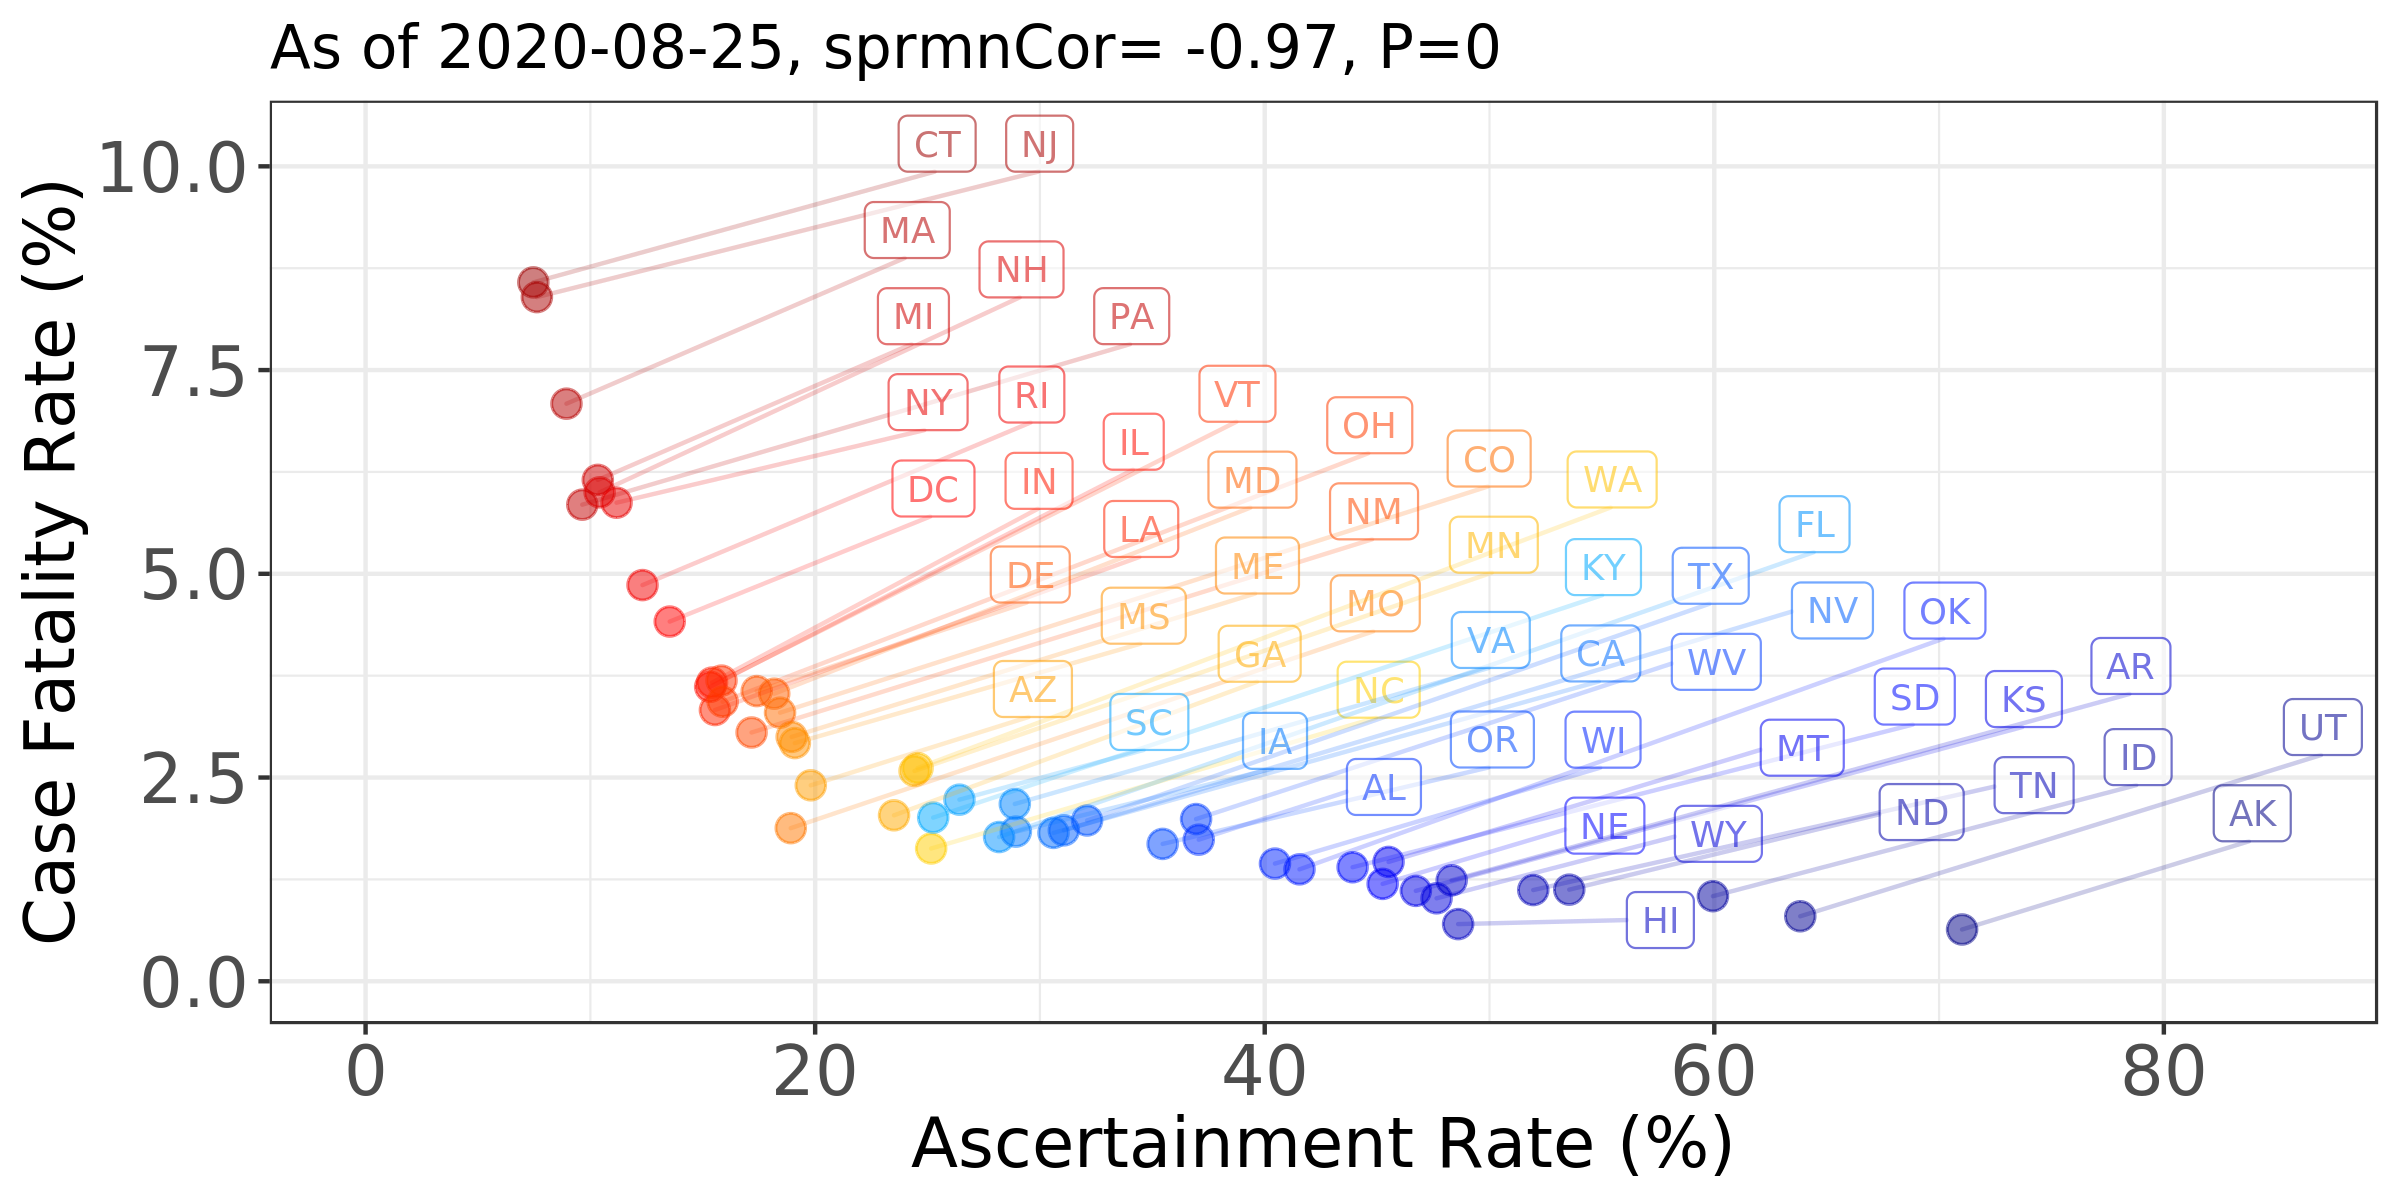 As of 2020-08-25, sprmnCor= -0.97, P=0
Case Fatality Rate (%)
10.0
7.5
5.0
2.5
0.0
CT NJ
MA
NH
MI PA
NY RI VT
OH
IL
CO
DC IN MD WA
NM
LA FL
MN
DE ME KY TX
MS MO NV OK
VA
GA CA WV AR
AZ NC SD KS
SC UT
IA OR WI MT ID
AL TN
ND AK
NE WY
HI
0 20 40 60 80
Ascertainment Rate (%)